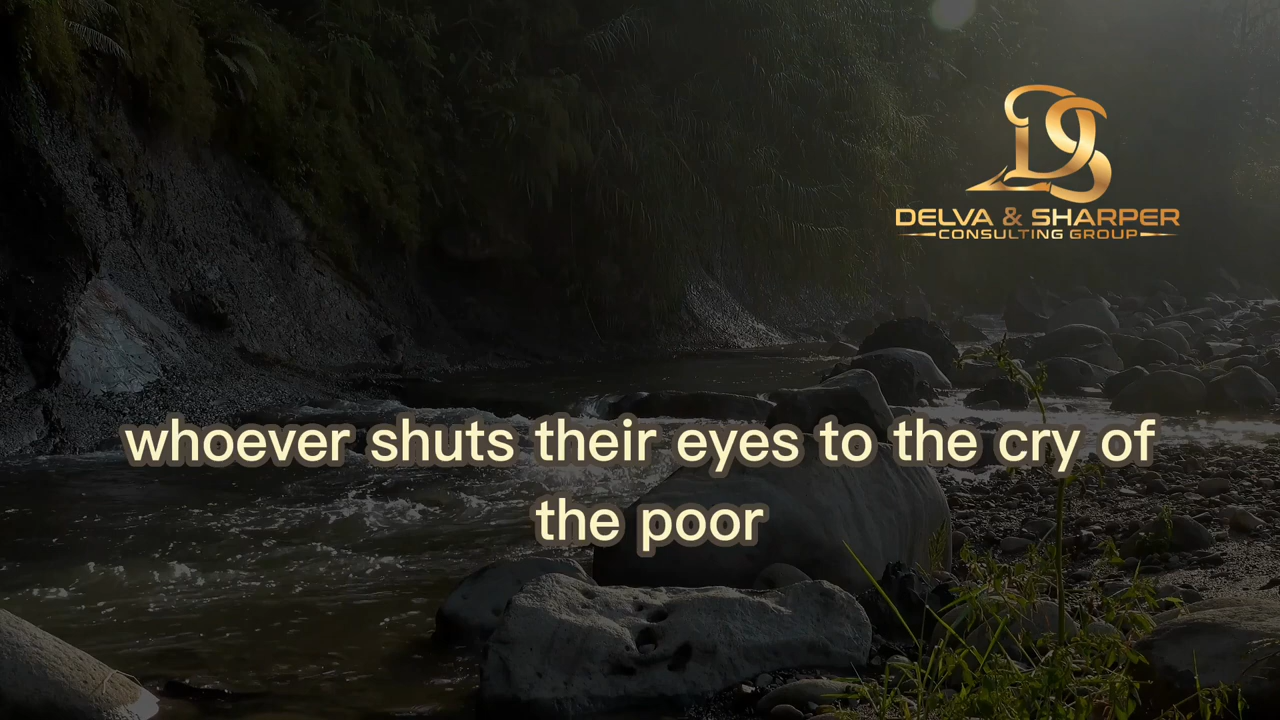 DELVA & SHARPER
CONSULTING GROUP
whoever shuts their eyes to the cry of
the poor